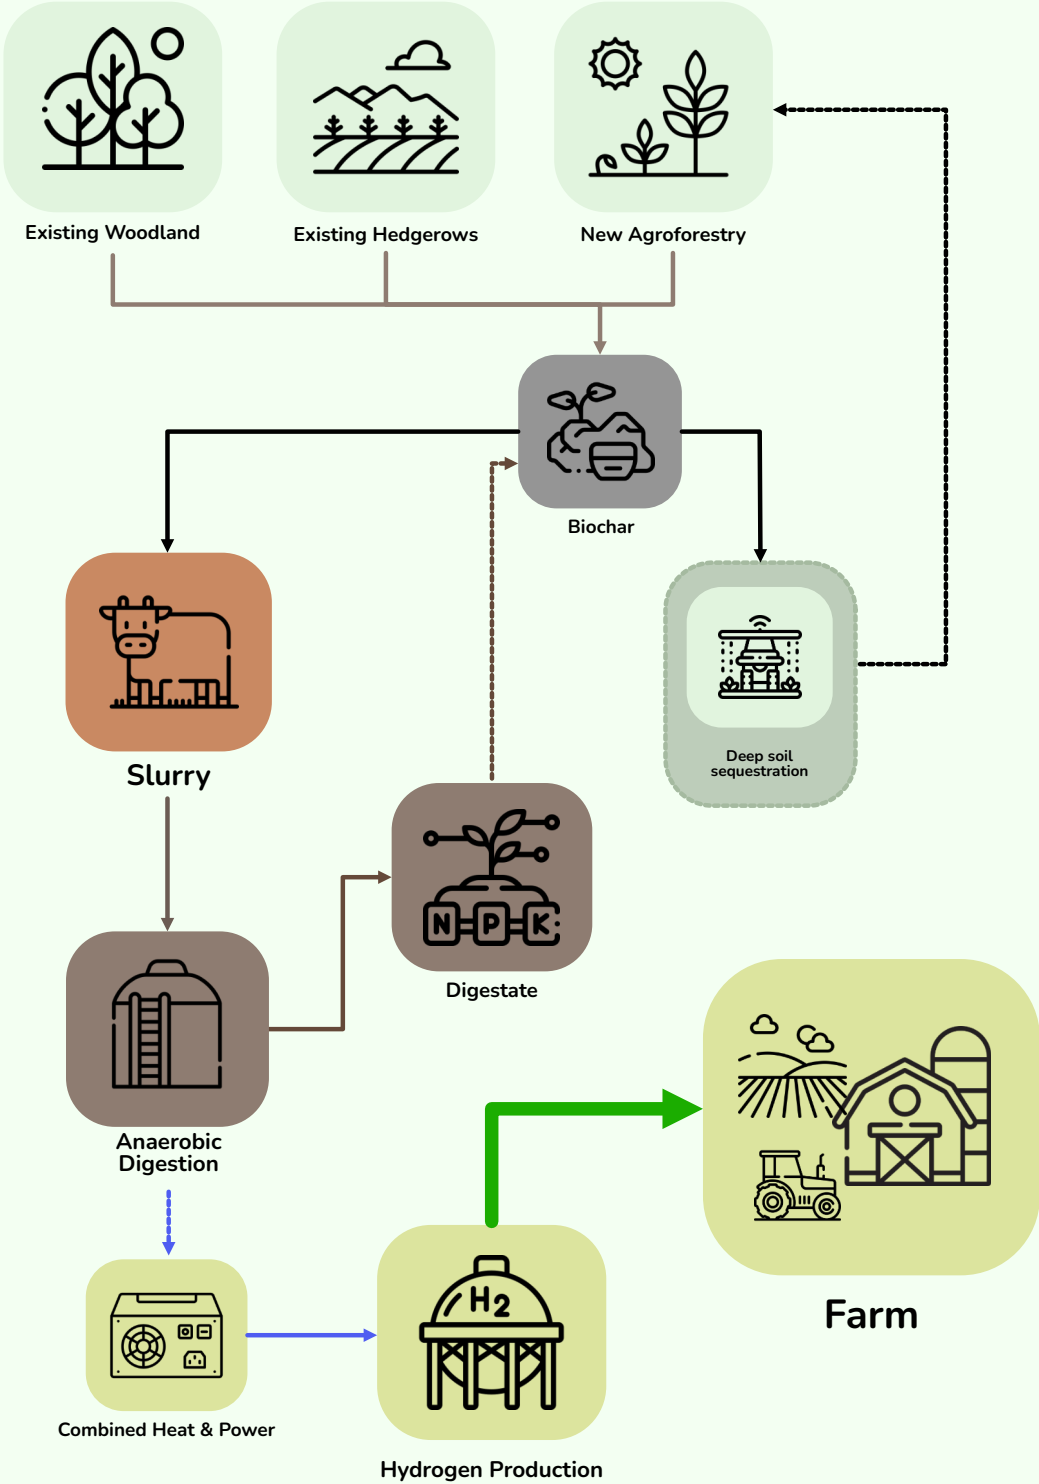 Existing Woodland
Existing Hedgerows
New Agroforestry
Biochar
Slurry
Deep soil
sequestration
N P K
Digestate
Anaerobic
Digestion
H2
Farm
Combined Heat & Power
Hydrogen Production